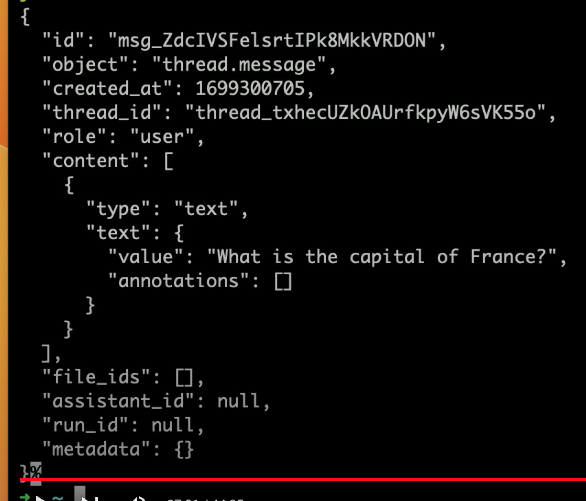 {
"id": "msg_ZdcIVSFelsrtIPk8MkkVRDON",
"object": "thread.message",
"created_at": 1699300705,
"thread_id": "thread_txhecUZkOAUrfkpyW6sVK55o",
"role": "user",
"content": [
{
"type": "text",
"text": {
"value": "What is the capital of France?",
"annotations": []
}
}
],
"file_ids": [],
"assistant_id": null,
"run_id": null,
"metadata": {}
}%